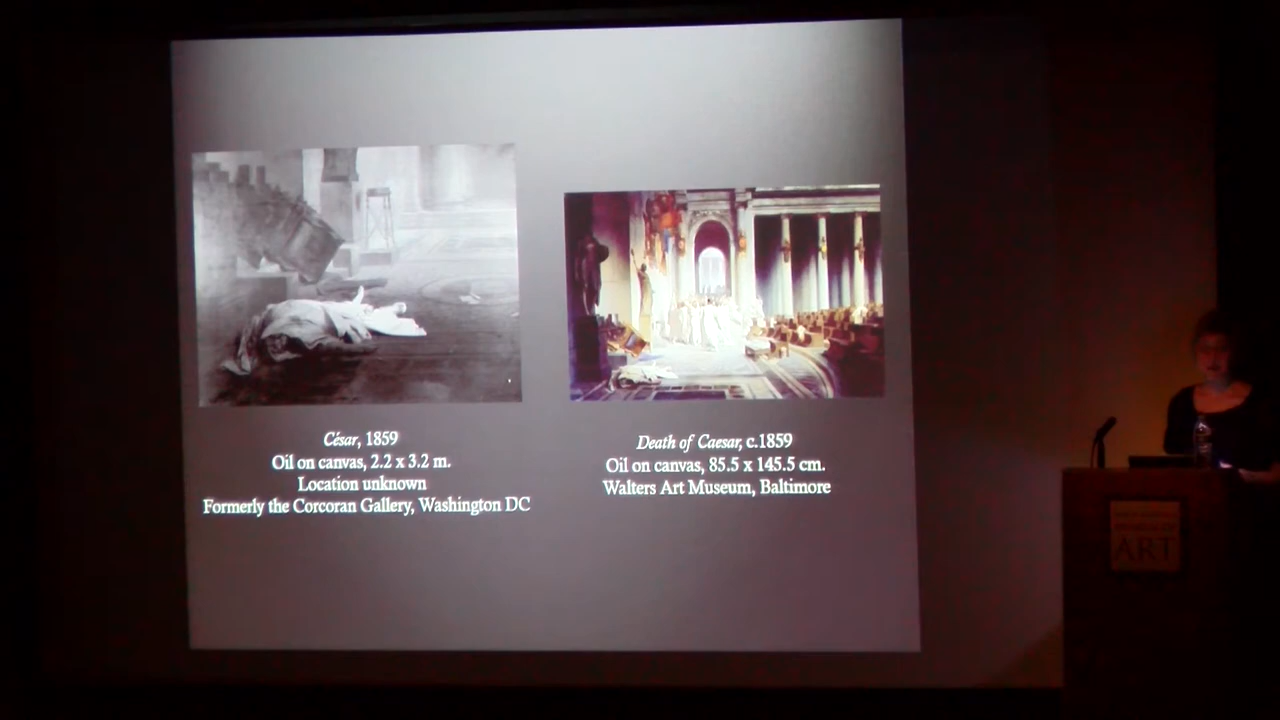 César, 1859
Oil on canvas, 2.2 x 3.2 m.
Location unknown
Formerly the Corcoran Gallery, Washington DC
Death of Caesar, c.1859
Oil on canvas, 85.5 x 145.5 cm.
Walters Art Museum, Baltimore
ART